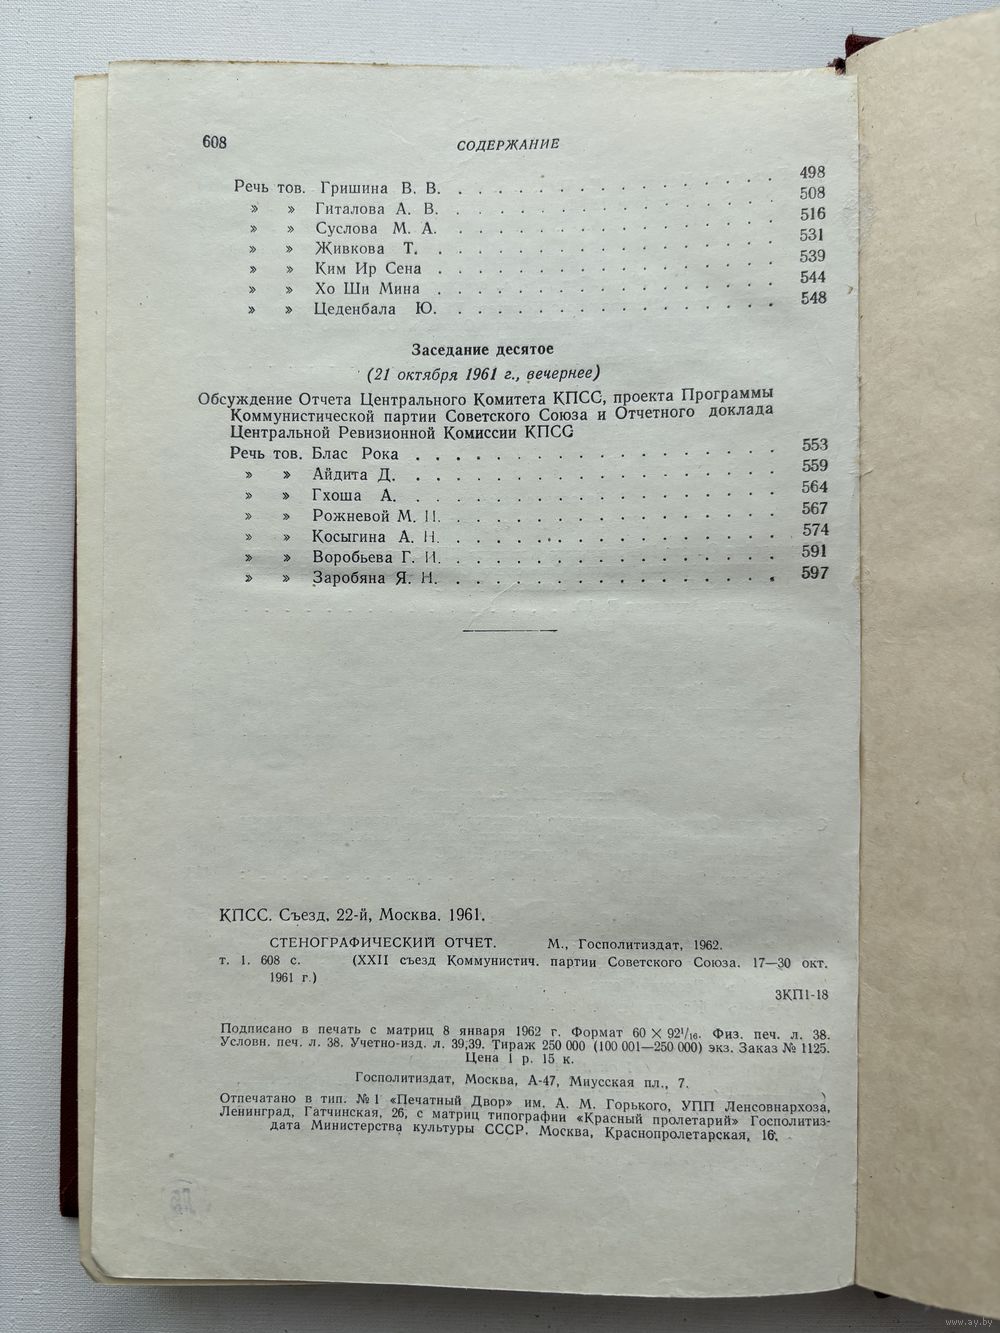 608 СОДЕРЖАНИЕ
Речь тов. Гришина В. В. . . . . . . . . . . . . . . . . 498
» » Гиталова А. В. . . . . . . . . . . . . . . . . 508
» » Суслова М. А. . . . . . . . . . . . . . . . . 516
» » Живкова Т. . . . . . . . . . . . . . . . . 531
» » Ким Ир Сена . . . . . . . . . . . . . . . . . 539
» » Хо Ши Мина . . . . . . . . . . . . . . . . . 544
» » Цеденбала Ю. . . . . . . . . . . . . . . . . 548
Заседание десятое
(21 октября 1961 г., вечернее)
Обсуждение Отчета Центрального Комитета КПСС, проекта Программы
Коммунистической партии Советского Союза и Отчетного доклада
Центральной Ревизионной Комиссии КПСС
Речь тов. Блас Рока . . . . . . . . . . . . . . . . . 553
» » Айдита Д. . . . . . . . . . . . . . . . . 559
» » Гхоша А. . . . . . . . . . . . . . . . . 564
» » Рожневой М. И. . . . . . . . . . . . . . . . . 567
» » Косыгина А. Н. . . . . . . . . . . . . . . . . 574
» » Воробьева Г. И. . . . . . . . . . . . . . . . . 591
» » Заробяна Я. Н. . . . . . . . . . . . . . . . . 597
КПСС. Съезд, 22-й, Москва. 1961.
СТЕНОГРАФИЧЕСКИЙ ОТЧЕТ. М., Госполитиздат, 1962.
т. 1. 608 с. (XXII съезд Коммунистич. партии Советского Союза. 17—30 окт.
1961 г.)
3КП1-18
Подписано в печать с матриц 8 января 1962 г. Формат 60 × 92¹/₁₆. Физ. печ. л. 38.
Условн. печ. л. 38. Учетно-изд. л. 39,39. Тираж 250 000 (100 001—250 000) экз. Заказ № 1125.
Цена 1 р. 15 к.
Госполитиздат, Москва, А-47, Миусская пл., 7.
Отпечатано в тип. № 1 «Печатный Двор» им. А. М. Горького, УПП Ленсовнархоза,
Ленинград, Гатчинская, 26, с матриц типографии «Красный пролетарий» Госполитиз-
дата Министерства культуры СССР. Москва, Краснопролетарская, 16.
www.ay.by